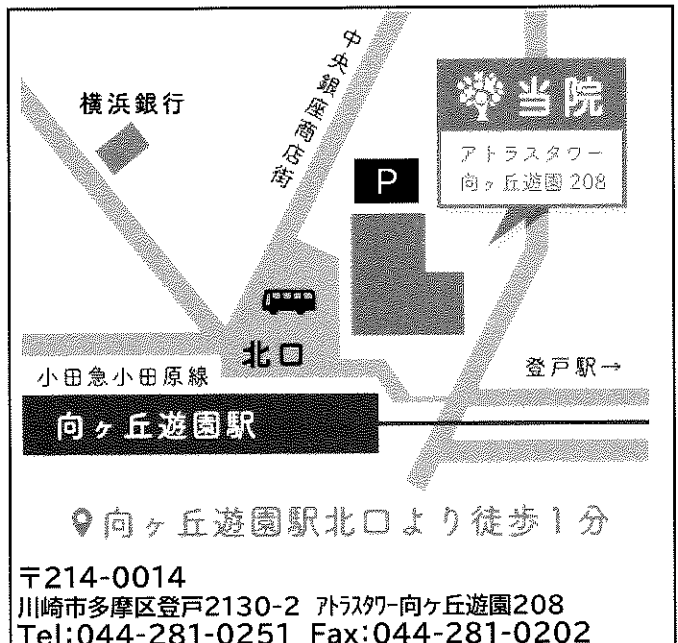 横浜銀行
中央銀座商店街
当院
アトラスタワー
向ヶ丘遊園 208
P
北口
小田急小田原線
登戸駅→
向ヶ丘遊園駅
向ヶ丘遊園駅北口より徒歩1分
〒214-0014
川崎市多摩区登戸2130-2 アトラスタワー向ケ丘遊園208
Tel:044-281-0251 Fax:044-281-0202